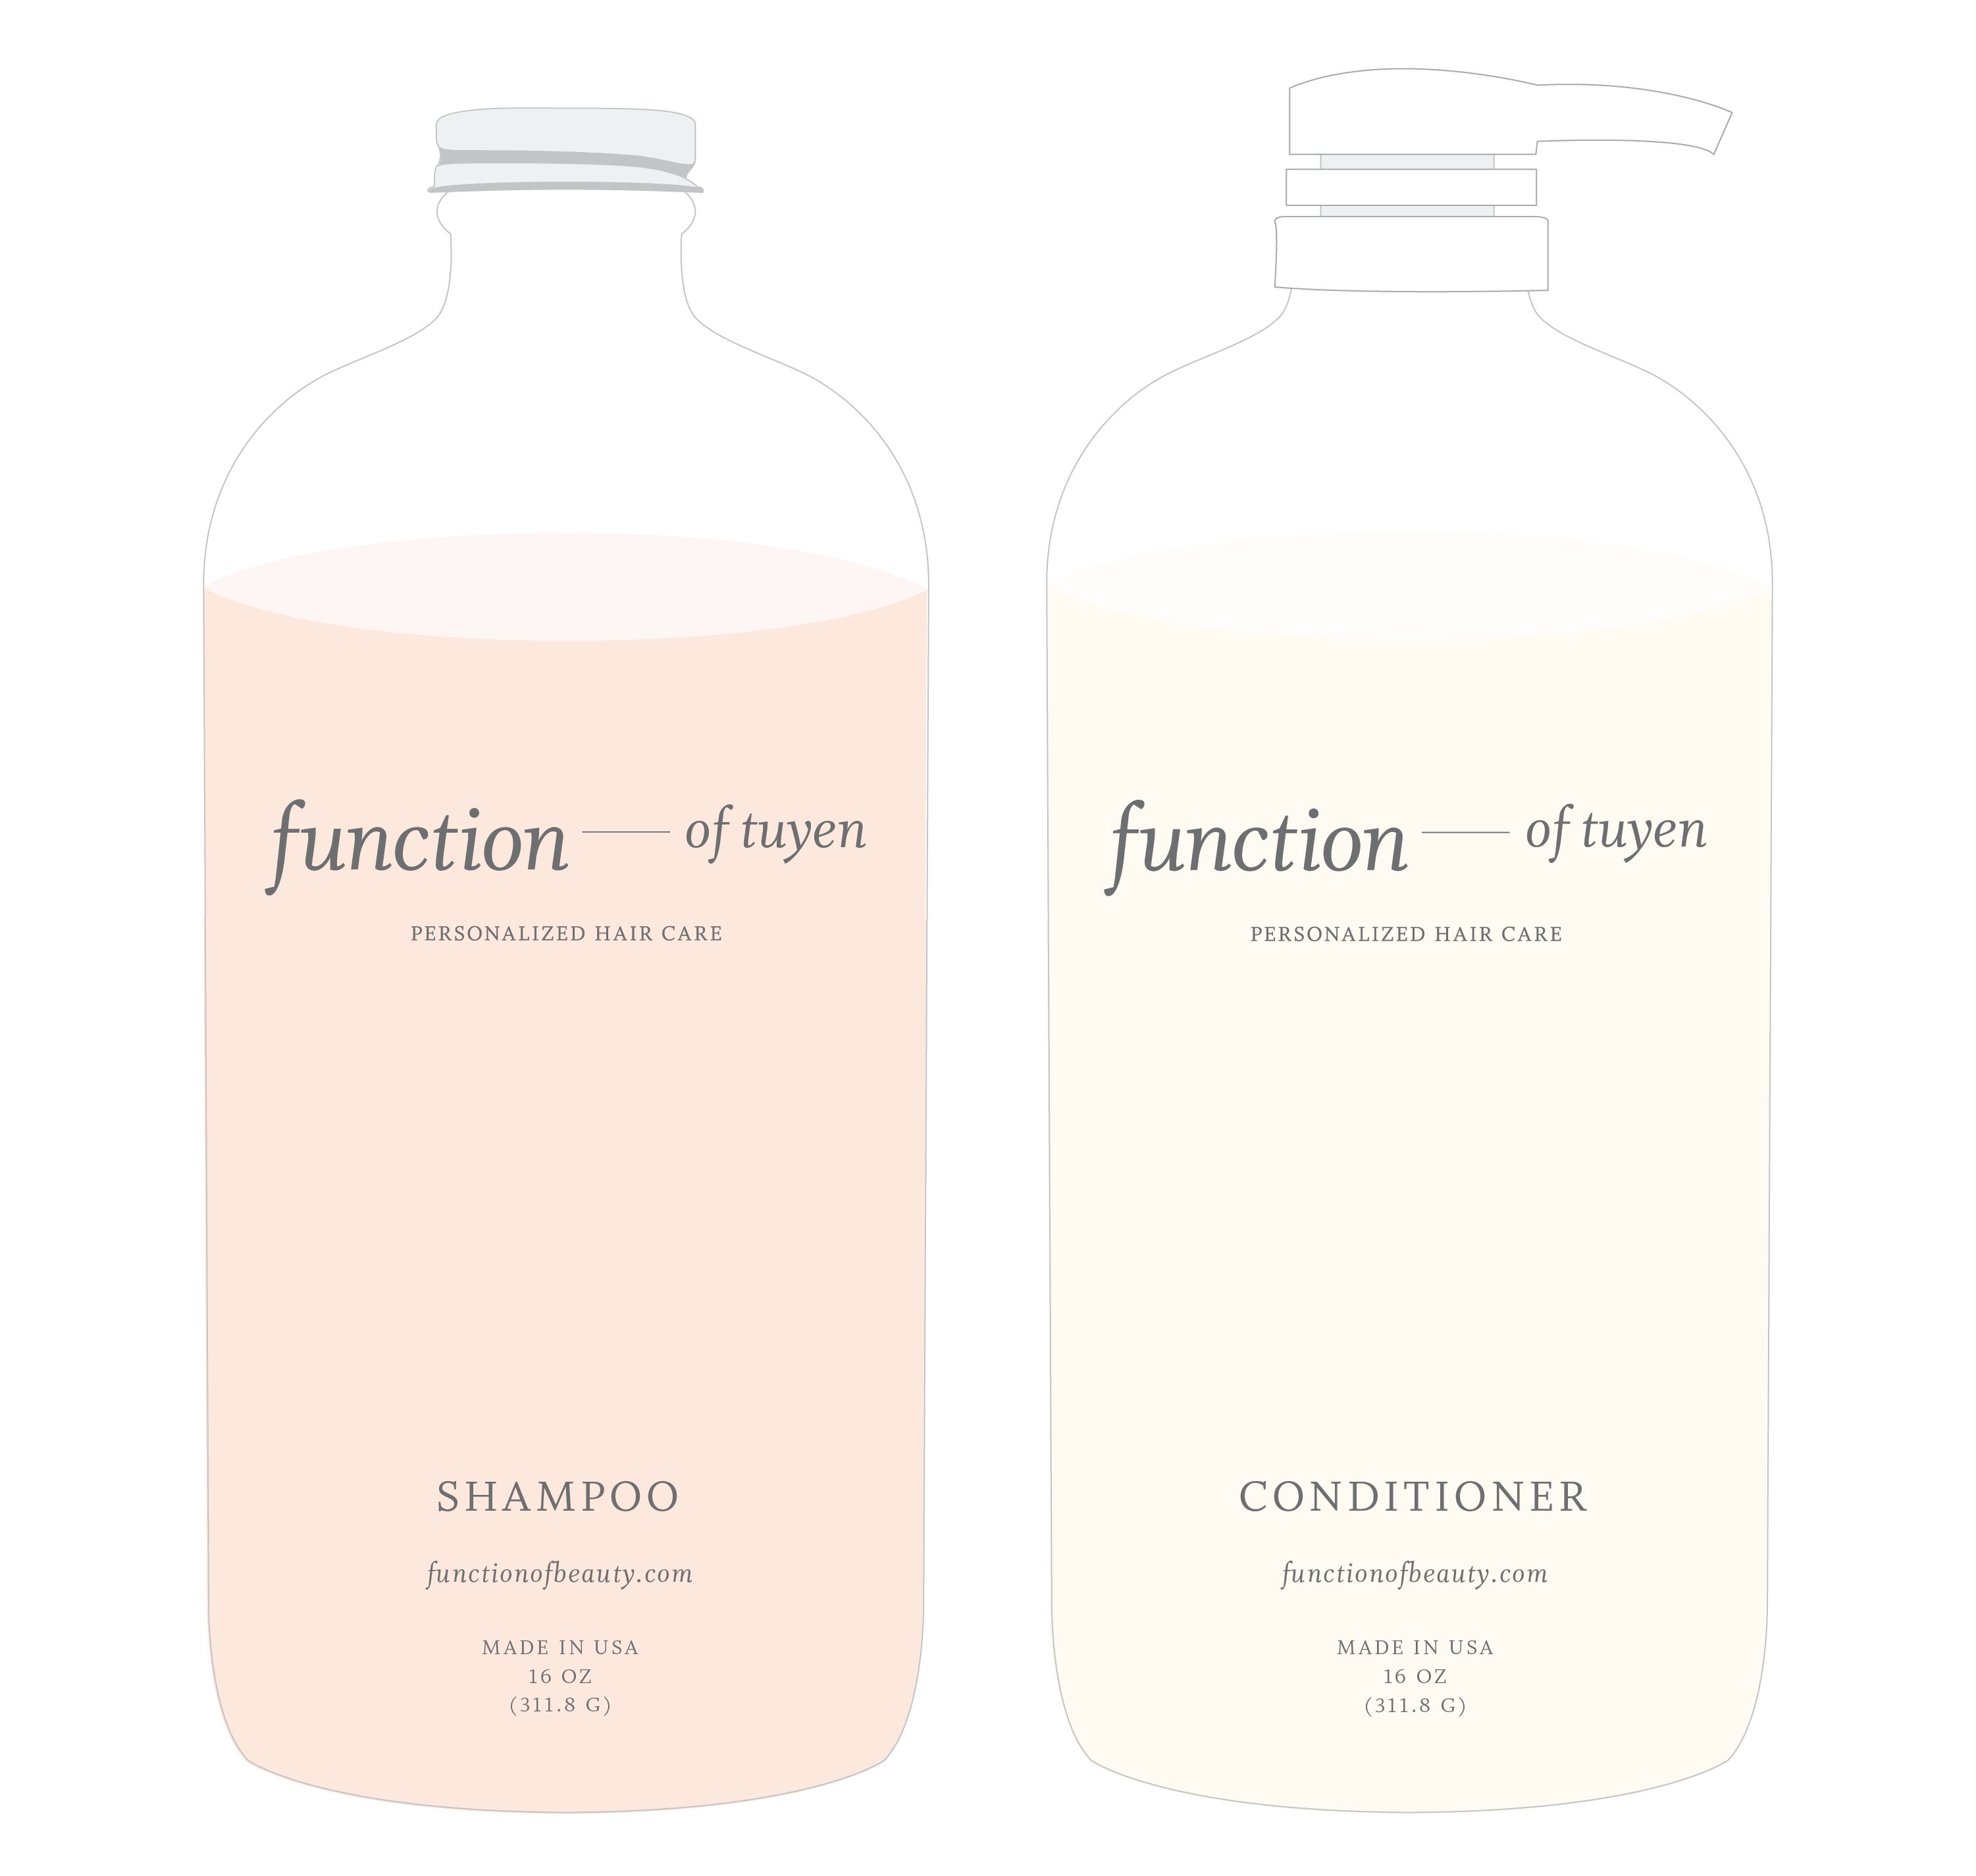 function — of tuyen
PERSONALIZED HAIR CARE
SHAMPOO
functionofbeauty.com
MADE IN USA
16 OZ
(311.8 G)
function — of tuyen
PERSONALIZED HAIR CARE
CONDITIONER
functionofbeauty.com
MADE IN USA
16 OZ
(311.8 G)